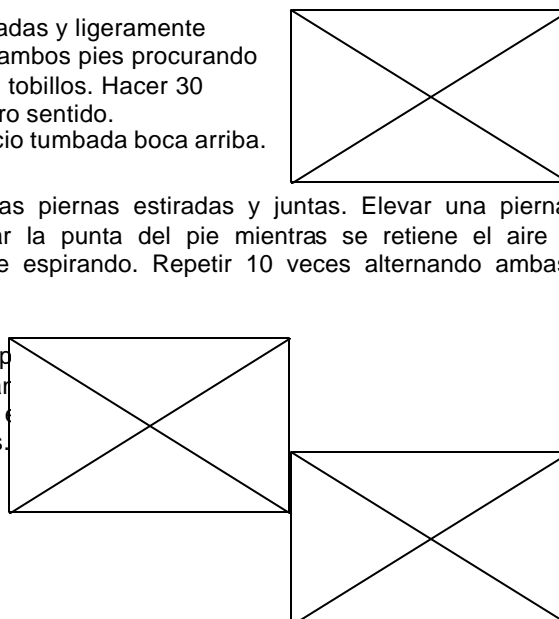 adas y ligeramente
ambos pies procurando
tobillos. Hacer 30
ro sentido.
cio tumbada boca arriba.
as piernas estiradas y juntas. Elevar una pierna
ar la punta del pie mientras se retiene el aire
e espirando. Repetir 10 veces alternando ambas
p
ar
s.